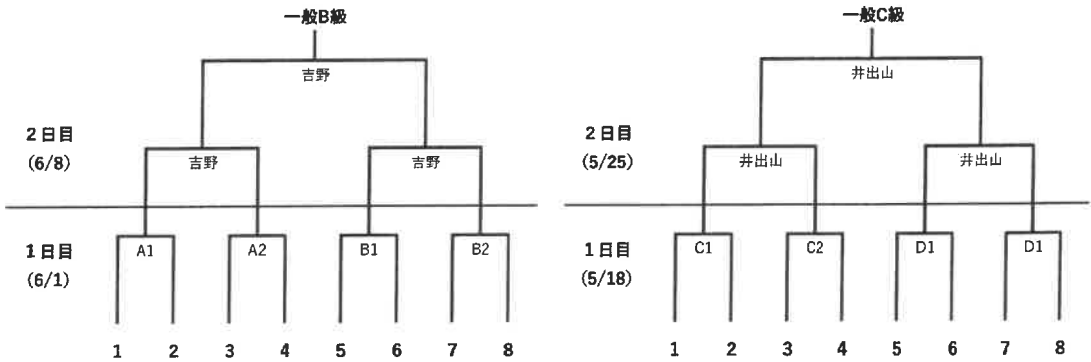 一般B級
吉野
2日目
(6/8)
吉野 吉野
1日目
(6/1)
A1 A2 B1 B2
1 2 3 4 5 6 7 8
一般C級
井出山
2日目
(5/25)
井出山 井出山
1日目
(5/18)
C1 C2 D1 D1
1 2 3 4 5 6 7 8